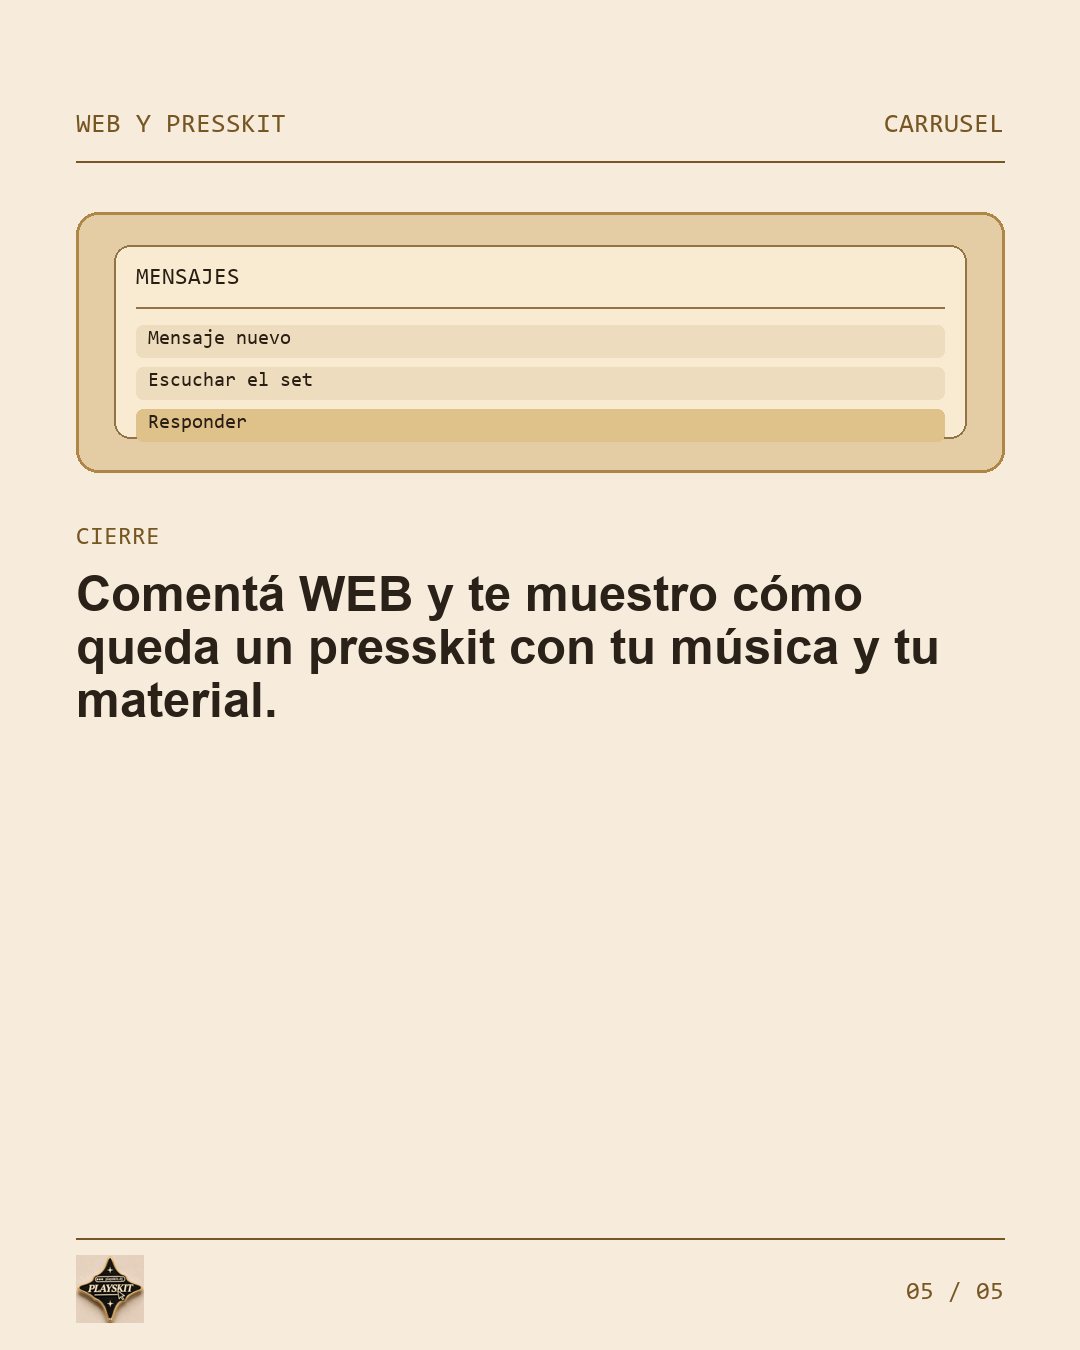 WEB Y PRESSKIT
CARRUSEL
MENSAJES
Mensaje nuevo
Escuchar el set
Responder
CIERRE
Comentá WEB y te muestro cómo
queda un presskit con tu música y tu
material.
PLAYSKIT
05 / 05